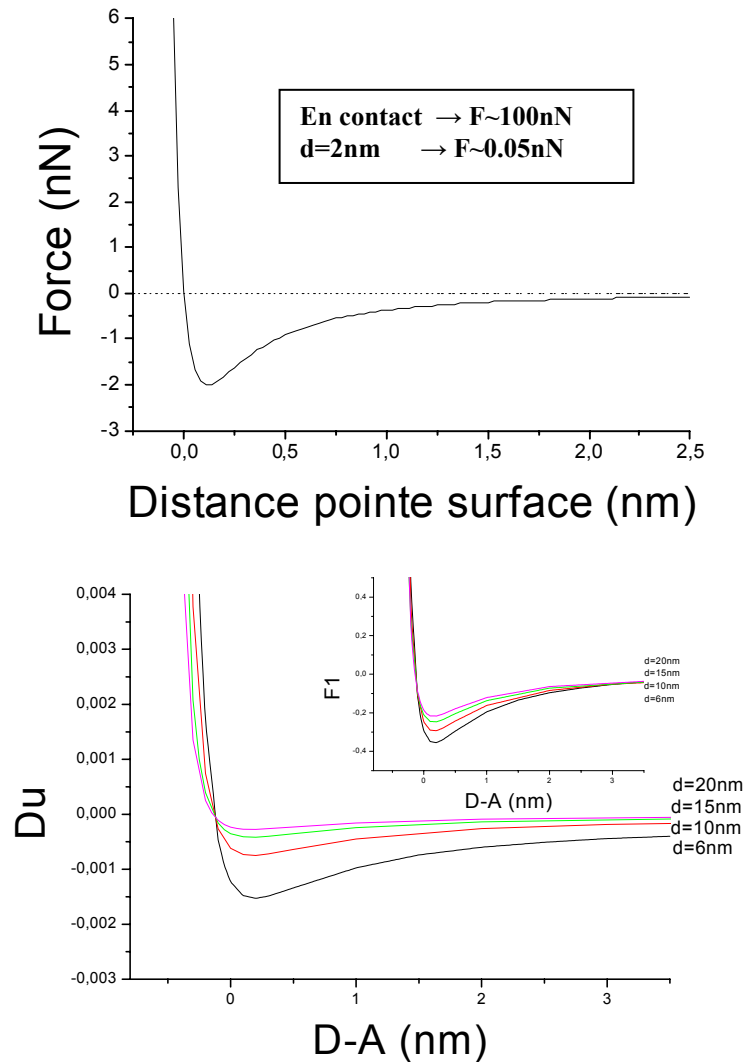 6
5
4
3
2
1
0
-1
-2
-3
Force (nN)
En contact → F~100nN
d=2nm → F~0.05nN
0,0 0,5 1,0 1,5 2,0 2,5
Distance pointe surface (nm)
0,004
0,003
0,002
0,001
0,000
-0,001
-0,002
-0,003
Du
0,4
0,2
0,0
-0,2
-0,4
F1
d=20nm
d=15nm
d=10nm
d=6nm
0 1 2 3
D-A (nm)
d=20nm
d=15nm
d=10nm
d=6nm
0 1 2 3
D-A (nm)